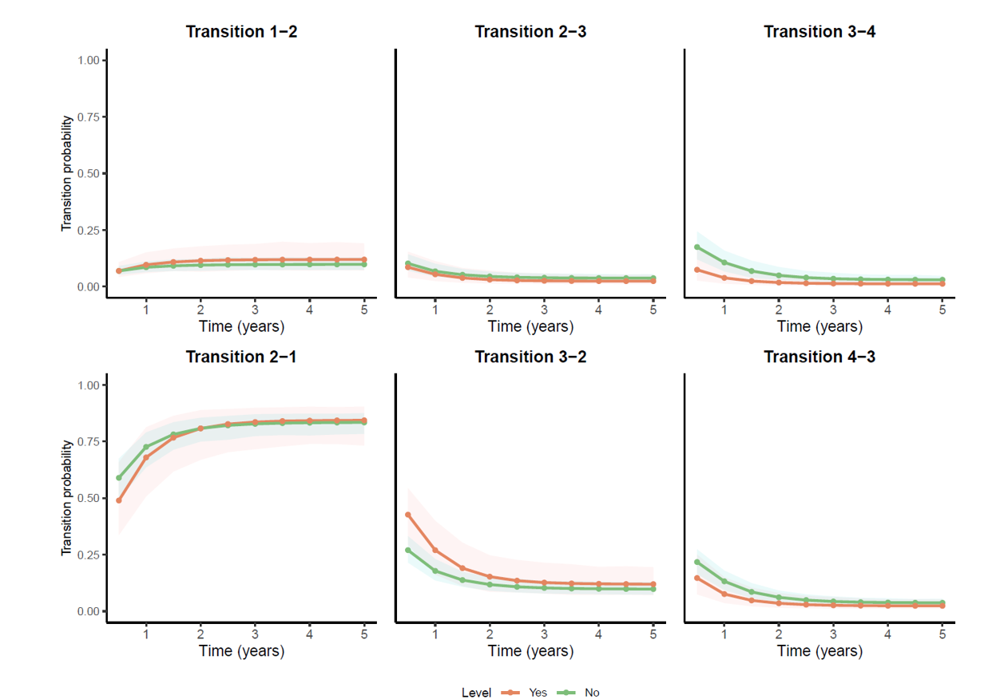 Transition 1−2
Transition 2−3
Transition 3−4
Transition probability
1.00
0.75
0.50
0.25
0.00
1 2 3 4 5
1 2 3 4 5
1 2 3 4 5
Time (years)
Time (years)
Time (years)
Transition 2−1
Transition 3−2
Transition 4−3
Transition probability
1.00
0.75
0.50
0.25
0.00
1 2 3 4 5
1 2 3 4 5
1 2 3 4 5
Time (years)
Time (years)
Time (years)
Level Yes No